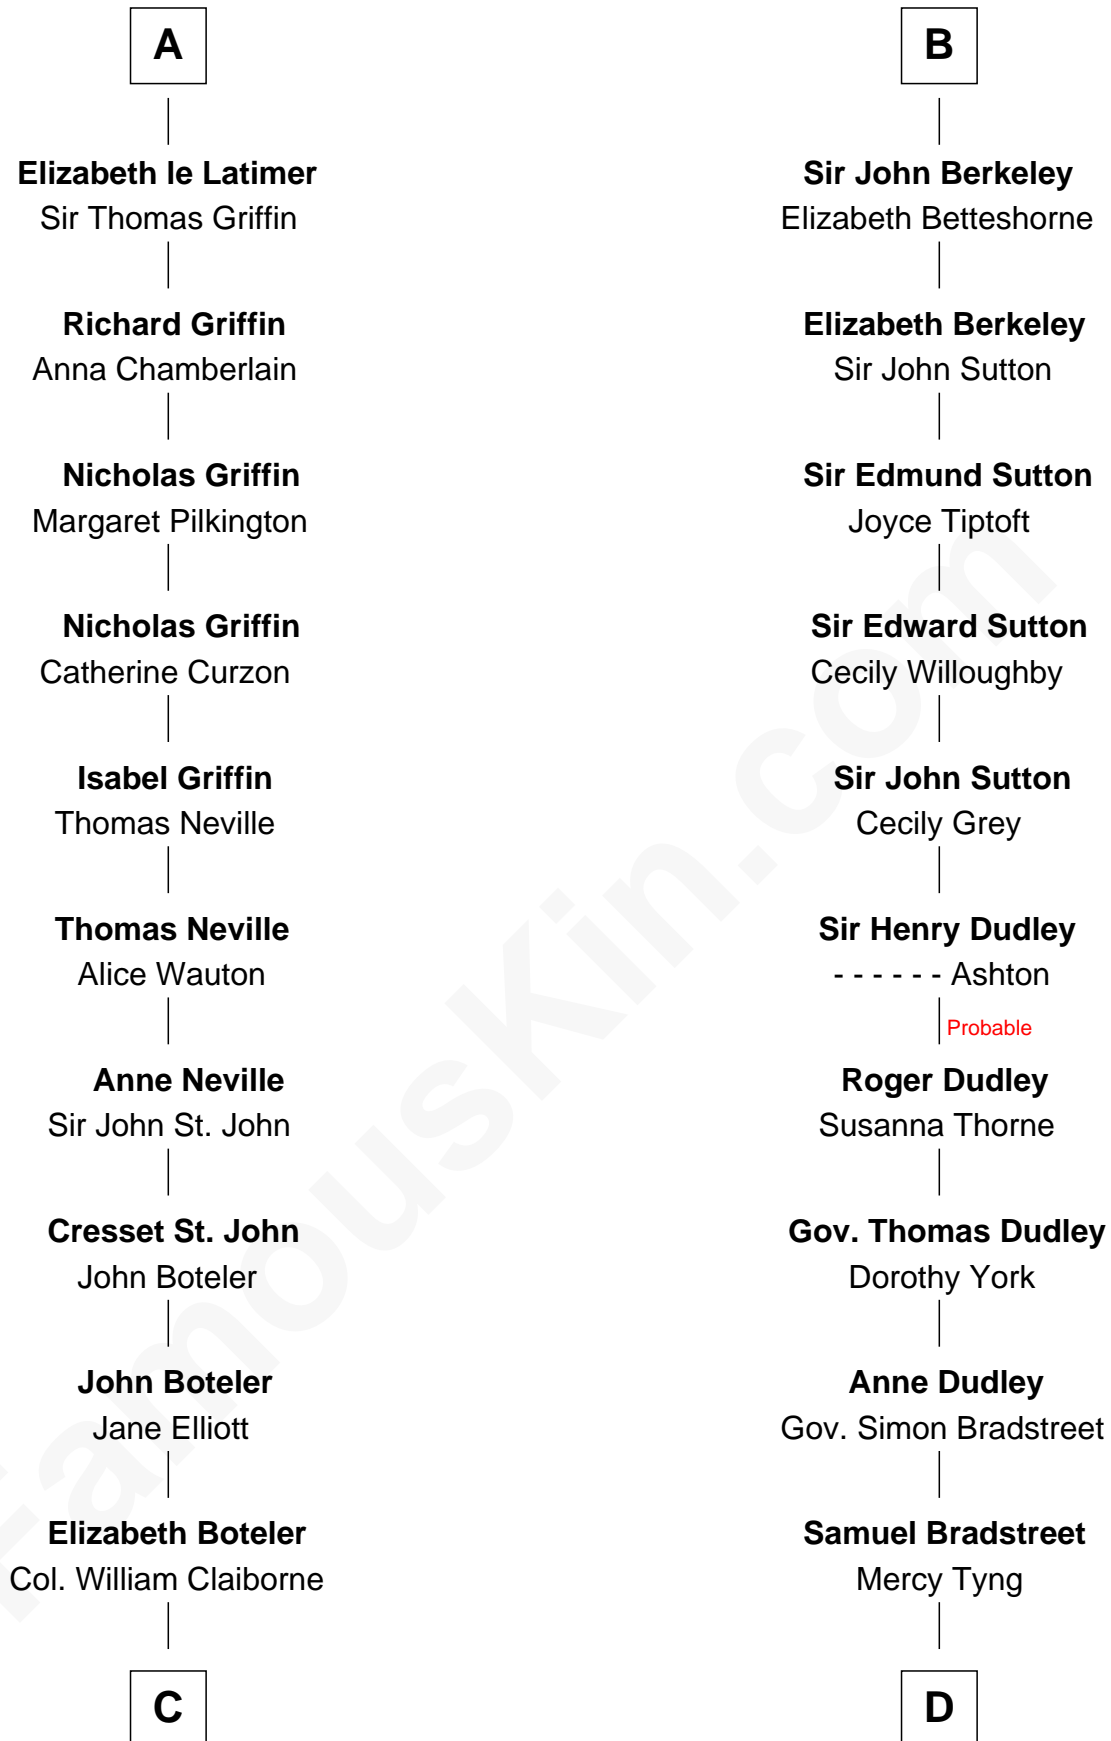 A
Elizabeth le Latimer
Sir Thomas Griffin
Richard Griffin
Anna Chamberlain
Nicholas Griffin
Margaret Pilkington
Nicholas Griffin
Catherine Curzon
Isabel Griffin
Thomas Neville
Thomas Neville
Alice Wauton
Anne Neville
Sir John St. John
Cresset St. John
John Boteler
John Boteler
Jane Elliott
Elizabeth Boteler
Col. William Claiborne
C
B
Sir John Berkeley
Elizabeth Betteshorne
Elizabeth Berkeley
Sir John Sutton
Sir Edmund Sutton
Joyce Tiptoft
Sir Edward Sutton
Cecily Willoughby
Sir John Sutton
Cecily Grey
Sir Henry Dudley
- - - - - - Ashton
Probable
Roger Dudley
Susanna Thorne
Gov. Thomas Dudley
Dorothy York
Anne Dudley
Gov. Simon Bradstreet
Samuel Bradstreet
Mercy Tyng
D
FamousKin.com